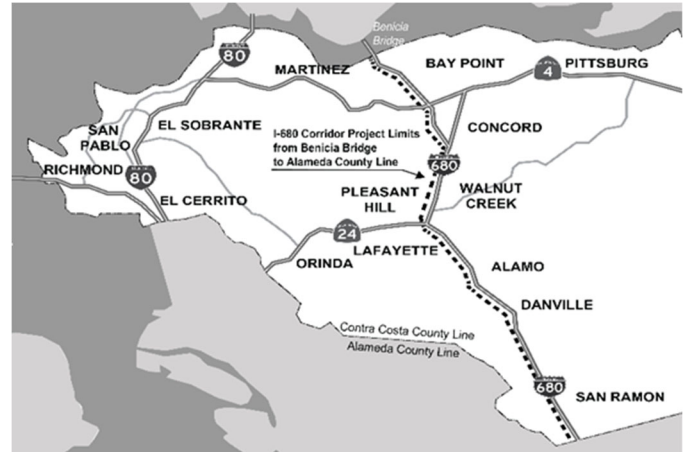 Benicia
Bridge
80
MARTINEZ
BAY POINT
4
PITTSBURG
SAN
PABLO
EL SOBRANTE
I-680 Corridor Project Limits
from Benicia Bridge
to Alameda County Line
CONCORD
680
RICHMOND
80
EL CERRITO
PLEASANT
HILL
WALNUT
CREEK
24
LAFAYETTE
ORINDA
ALAMO
DANVILLE
Contra Costa County Line
Alameda County Line
680
SAN RAMON